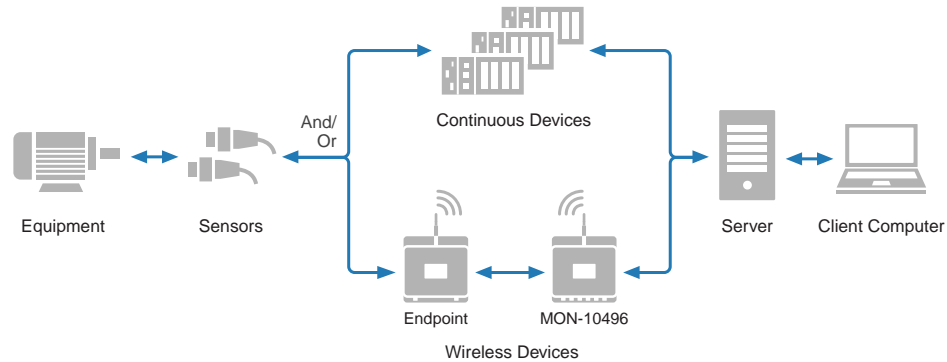 And/
Or
Continuous Devices
Equipment
Sensors
Server
Client Computer
Endpoint
MON-10496
Wireless Devices